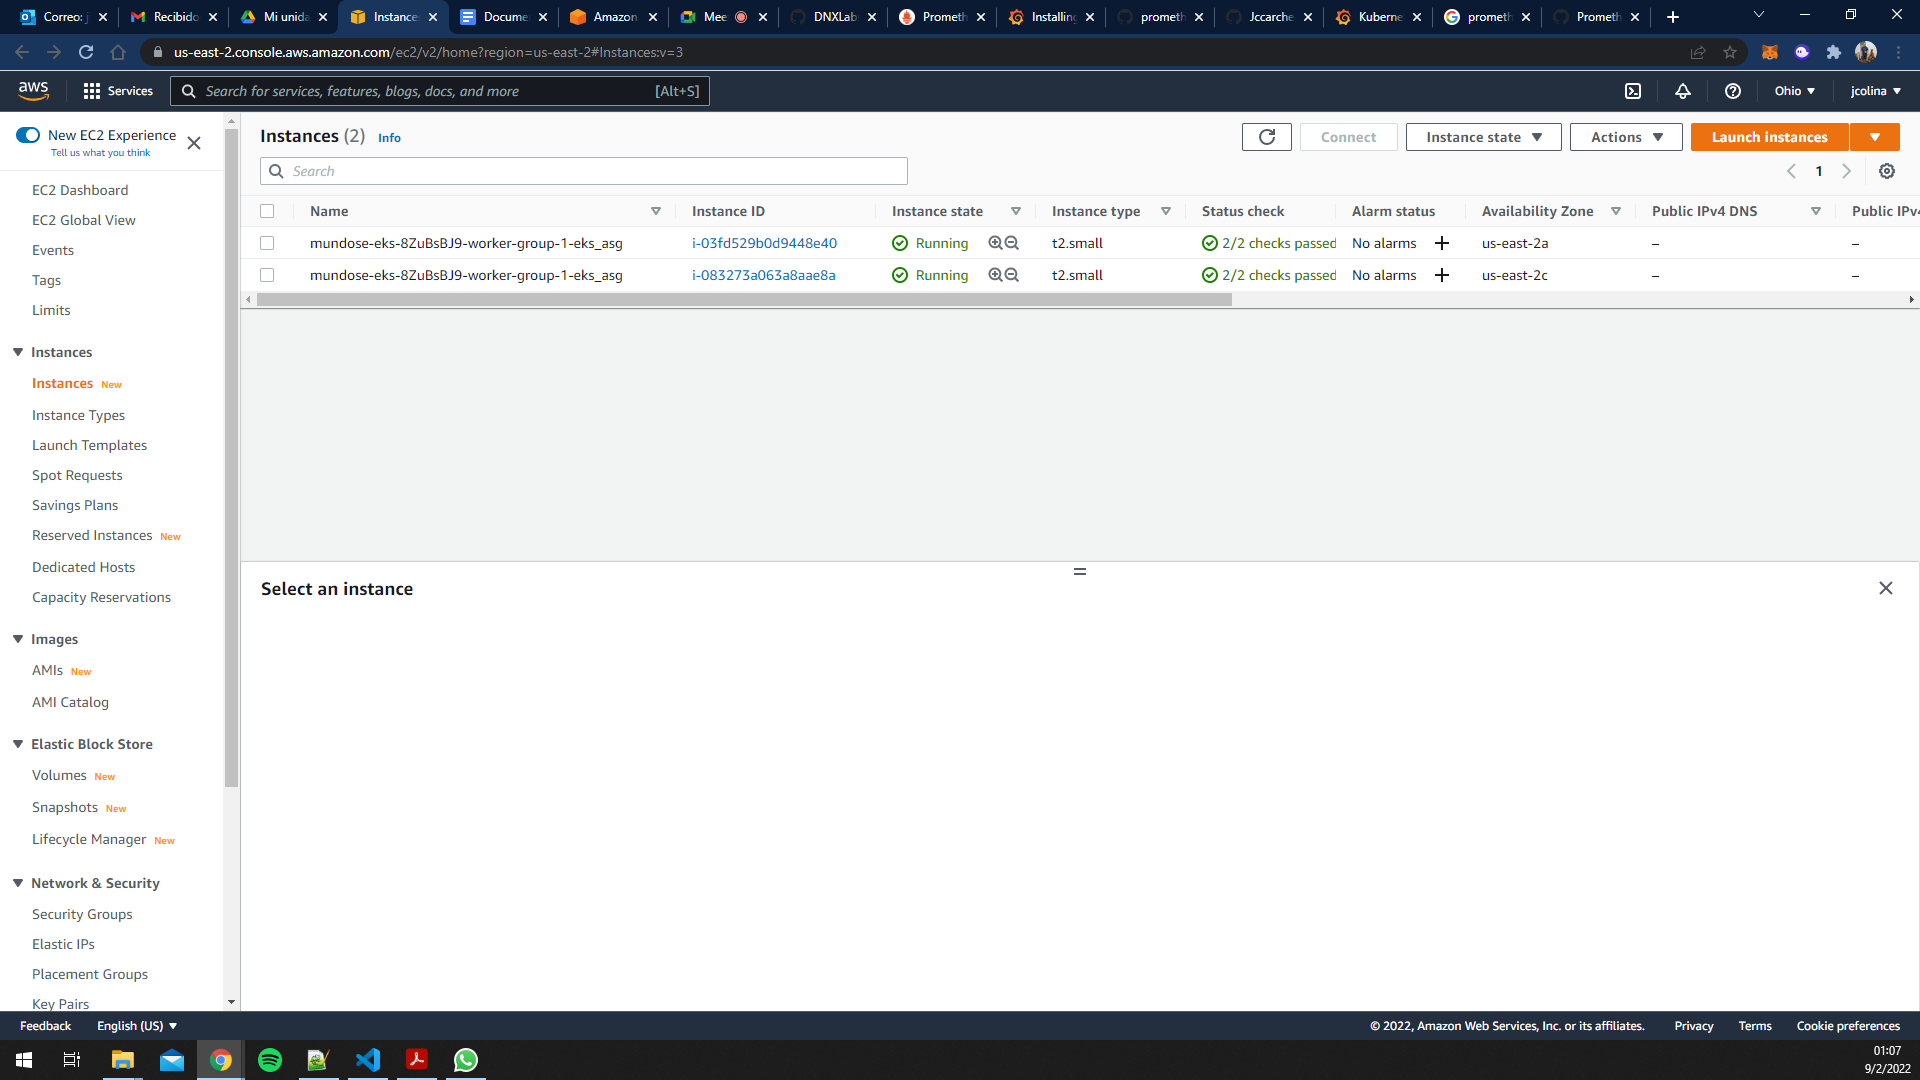 Correo: j
Recibido
Mi unida
Instance
Docume
Amazon
Mee
DNXLab
Prometh
Installing
prometh
Jccarche
Kuberne
prometh
Prometh
us-east-2.console.aws.amazon.com/ec2/v2/home?region=us-east-2#Instances:v=3
aws
Services
Search for services, features, blogs, docs, and more
[Alt+S]
Ohio
jcolina
New EC2 Experience
Tell us what you think
EC2 Dashboard
EC2 Global View
Events
Tags
Limits
Instances
Instances New
Instance Types
Launch Templates
Spot Requests
Savings Plans
Reserved Instances New
Dedicated Hosts
Capacity Reservations
Images
AMIs New
AMI Catalog
Elastic Block Store
Volumes New
Snapshots New
Lifecycle Manager New
Network & Security
Security Groups
Elastic IPs
Placement Groups
Key Pairs
Instances (2) Info
Connect
Instance state
Actions
Launch instances
Search
1
Name Instance ID Instance state Instance type Status check Alarm status Availability Zone Public IPv4 DNS Public IPv4
mundose-eks-8ZuBsBJ9-worker-group-1-eks_asg i-03fd529b0d9448e40 Running t2.small 2/2 checks passed No alarms + us-east-2a – –
mundose-eks-8ZuBsBJ9-worker-group-1-eks_asg i-083273a063a8aae8a Running t2.small 2/2 checks passed No alarms + us-east-2c – –
Select an instance
Feedback
English (US)
© 2022, Amazon Web Services, Inc. or its affiliates.
Privacy
Terms
Cookie preferences
01:07
9/2/2022